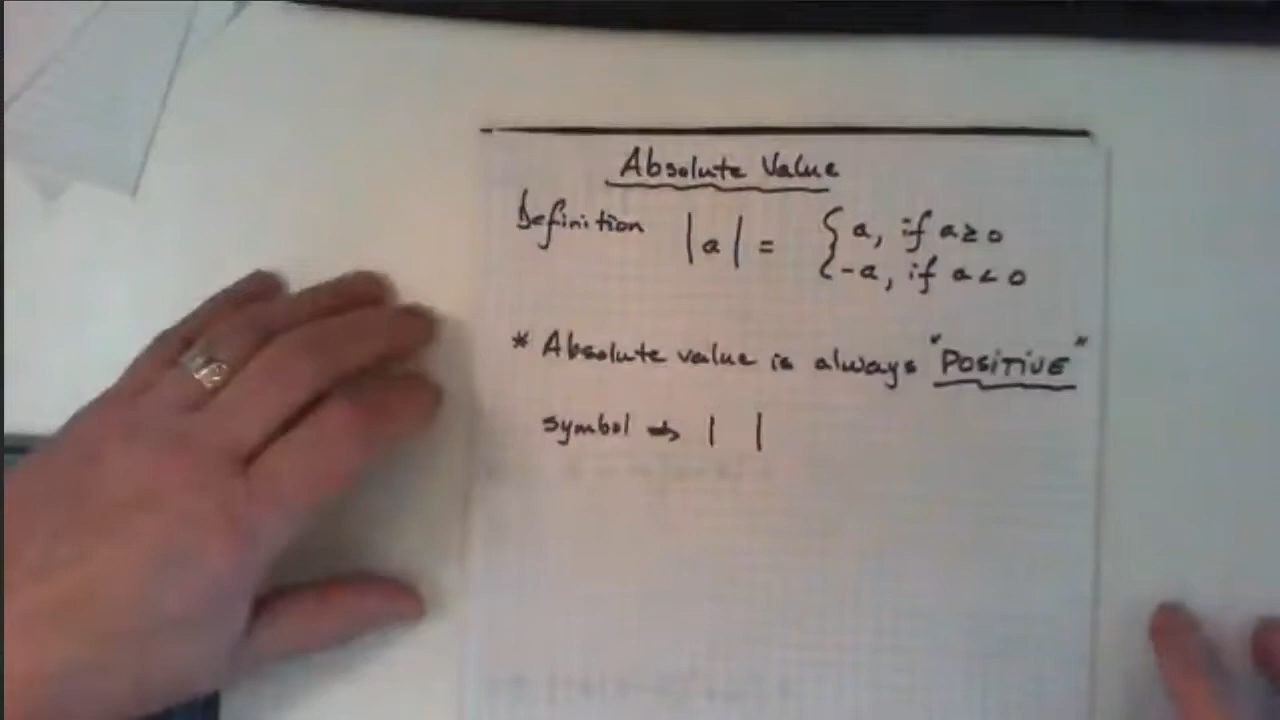 Absolute Value
Definition |a| = { a, if a ≥ 0
-a, if a < 0
* Absolute value is always "POSITIVE"
symbol → | |